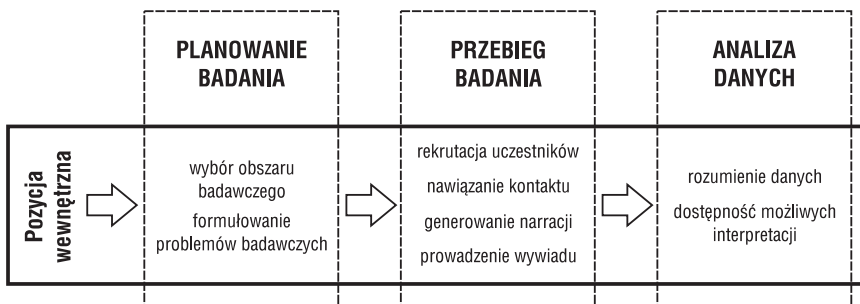 PLANOWANIE
BADANIA
PRZEBIEG
BADANIA
ANALIZA
DANYCH
Pozycja
wewnętrzna
wybór obszaru
badawczego
formułowanie
problemów badawczych
rekrutacja uczestników
nawiązanie kontaktu
generowanie narracji
prowadzenie wywiadu
rozumienie danych
dostępność możliwych
interpretacji